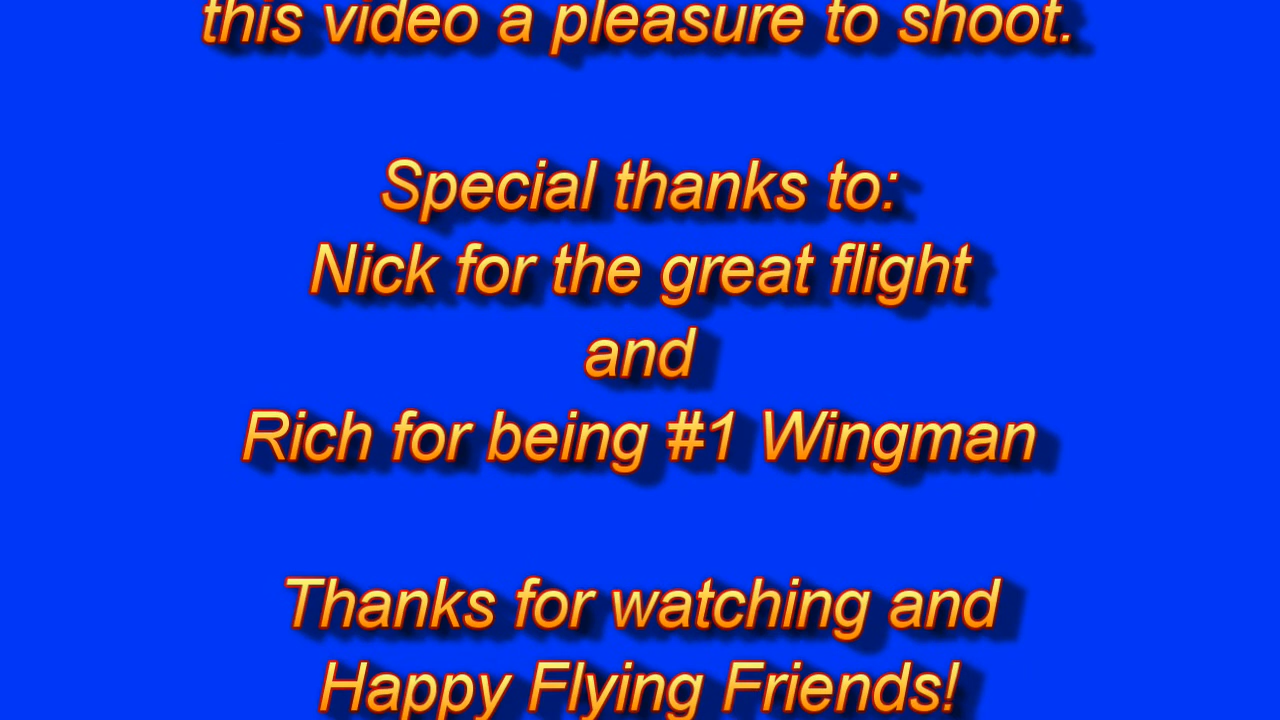 this video a pleasure to shoot.
Special thanks to:
Nick for the great flight
and
Rich for being #1 Wingman
Thanks for watching and
Happy Flying Friends!